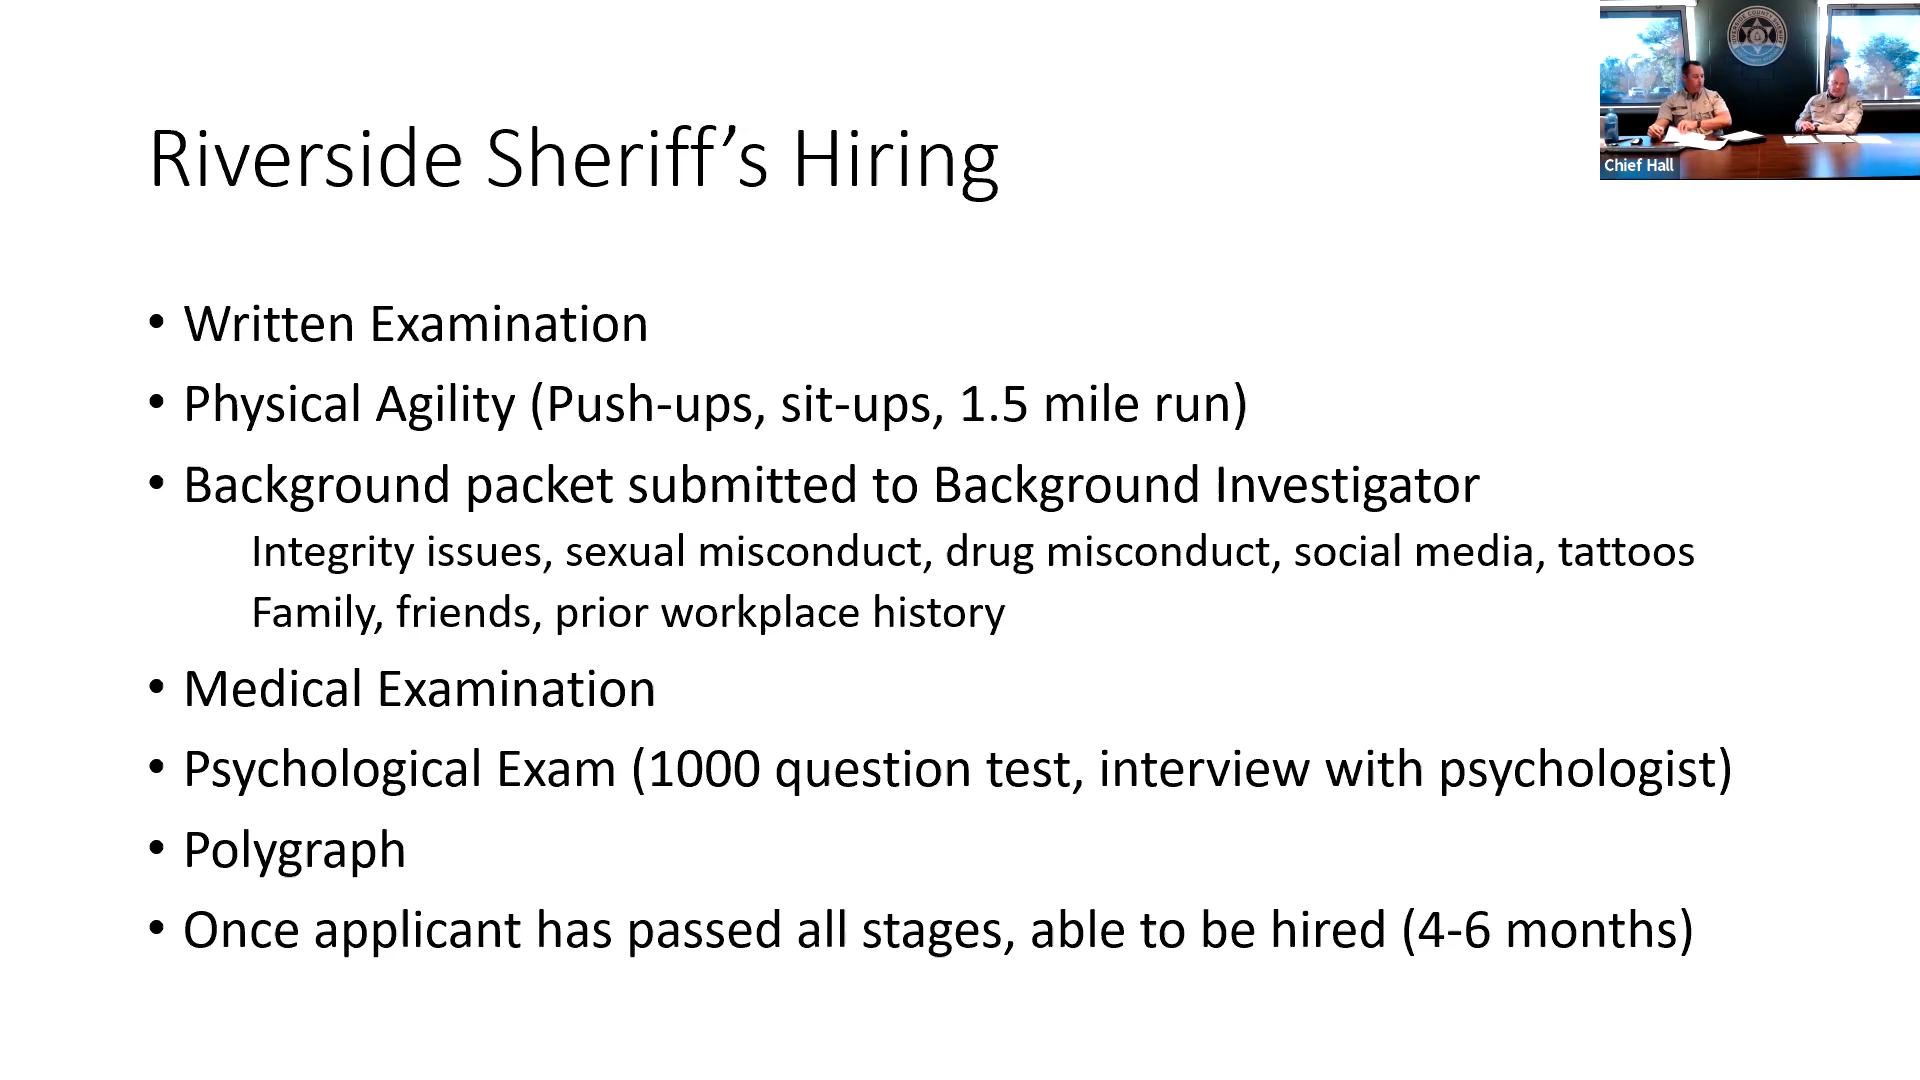 Riverside Sheriff’s Hiring
RIVERSIDE COUNTY SHERIFF
Chief Hall
• Written Examination
• Physical Agility (Push-ups, sit-ups, 1.5 mile run)
• Background packet submitted to Background Investigator
Integrity issues, sexual misconduct, drug misconduct, social media, tattoos
Family, friends, prior workplace history
• Medical Examination
• Psychological Exam (1000 question test, interview with psychologist)
• Polygraph
• Once applicant has passed all stages, able to be hired (4-6 months)